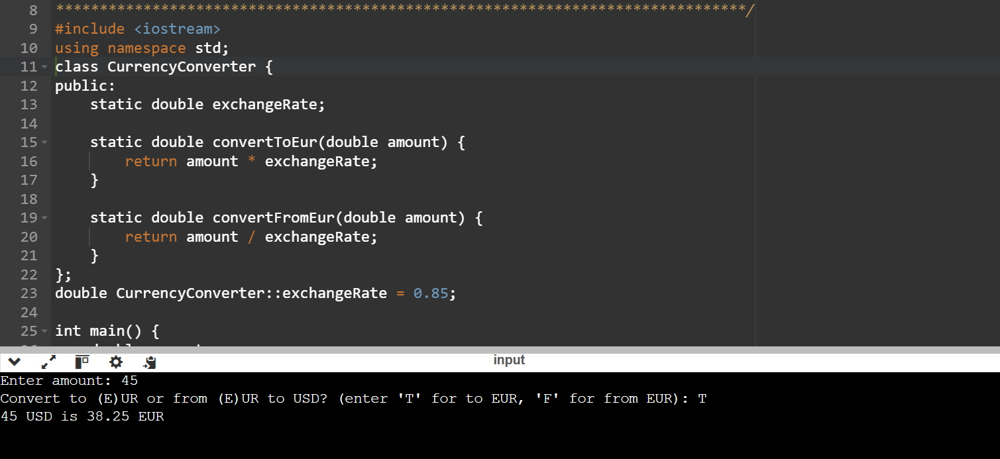 8 *******************************************************************************/
9 #include <iostream>
10 using namespace std;
11 class CurrencyConverter {
12 public:
13     static double exchangeRate;
14
15     static double convertToEur(double amount) {
16         return amount * exchangeRate;
17     }
18
19     static double convertFromEur(double amount) {
20         return amount / exchangeRate;
21     }
22 };
23 double CurrencyConverter::exchangeRate = 0.85;
24
25 int main() {
input
Enter amount: 45
Convert to (E)UR or from (E)UR to USD? (enter 'T' for to EUR, 'F' for from EUR): T
45 USD is 38.25 EUR